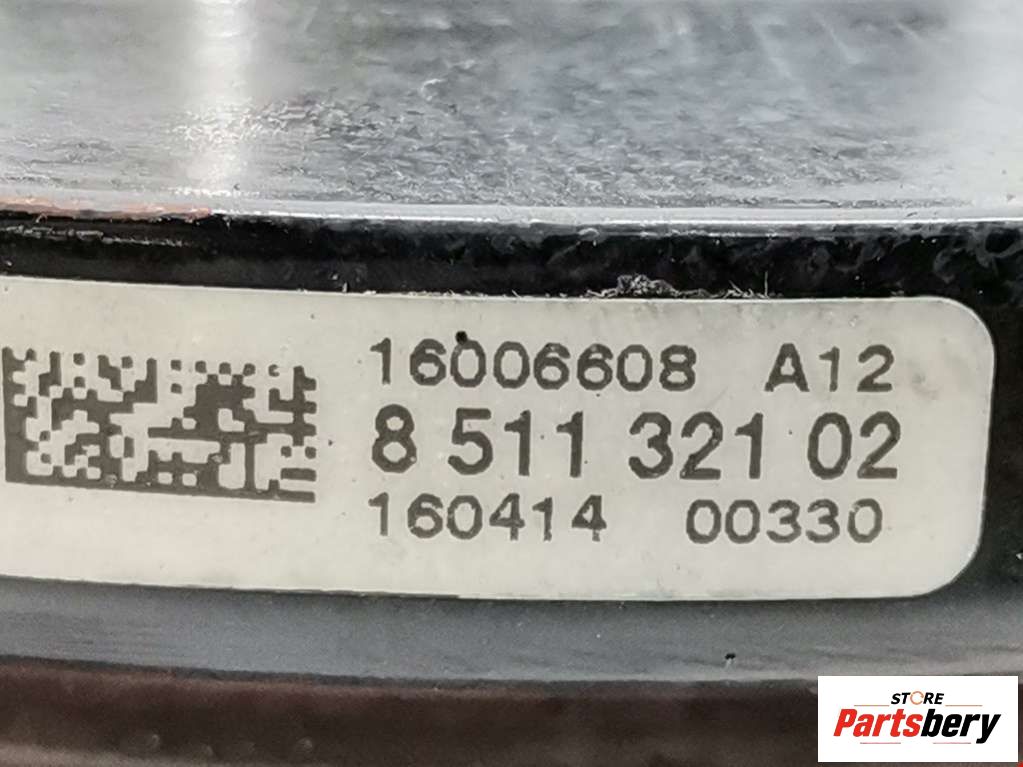 16006608 A12
8 511 321 02
160414 00330
STORE
Partsbery